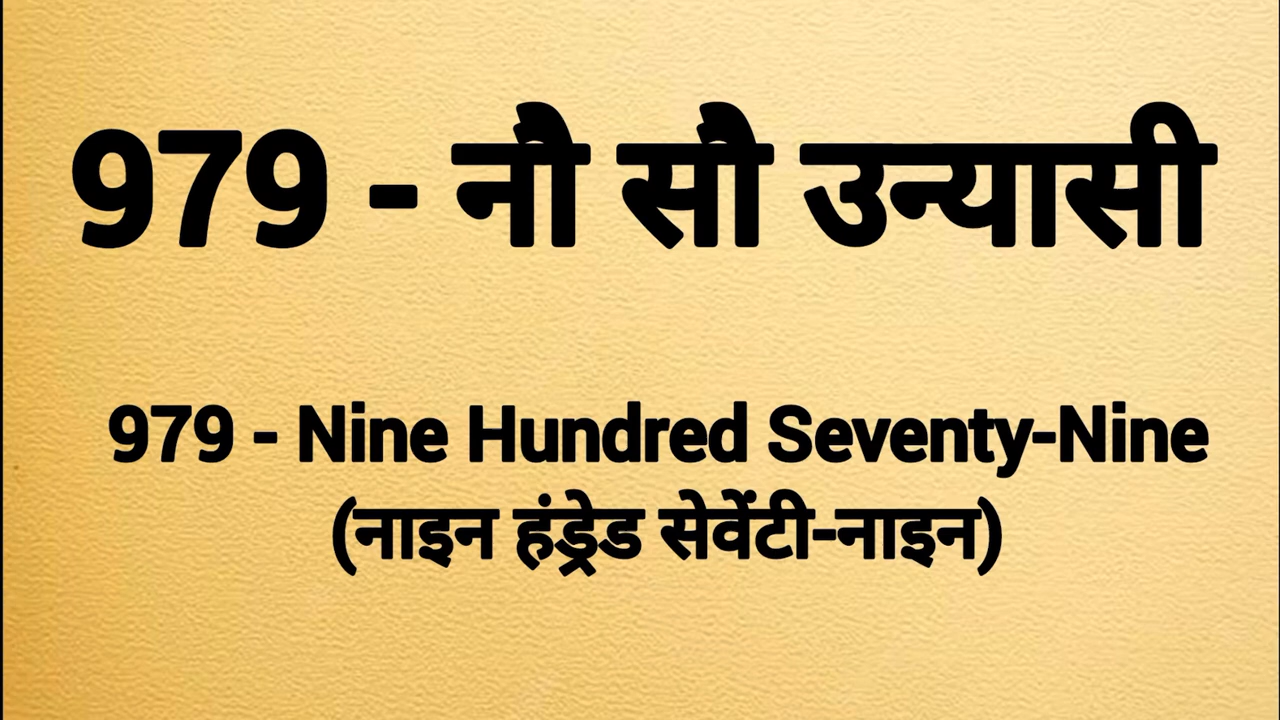 979 - नौ सौ उन्यासी
979 - Nine Hundred Seventy-Nine
(नाइन हंड्रेड सेवेंटी-नाइन)